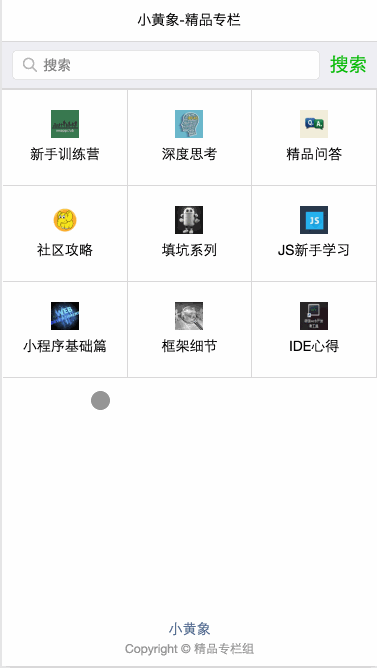 小黄象-精品专栏
搜索 搜索
新手训练营 深度思考 精品问答
社区攻略 填坑系列 JS新手学习
小程序基础篇 框架细节 IDE心得
小黄象
Copyright © 精品专栏组